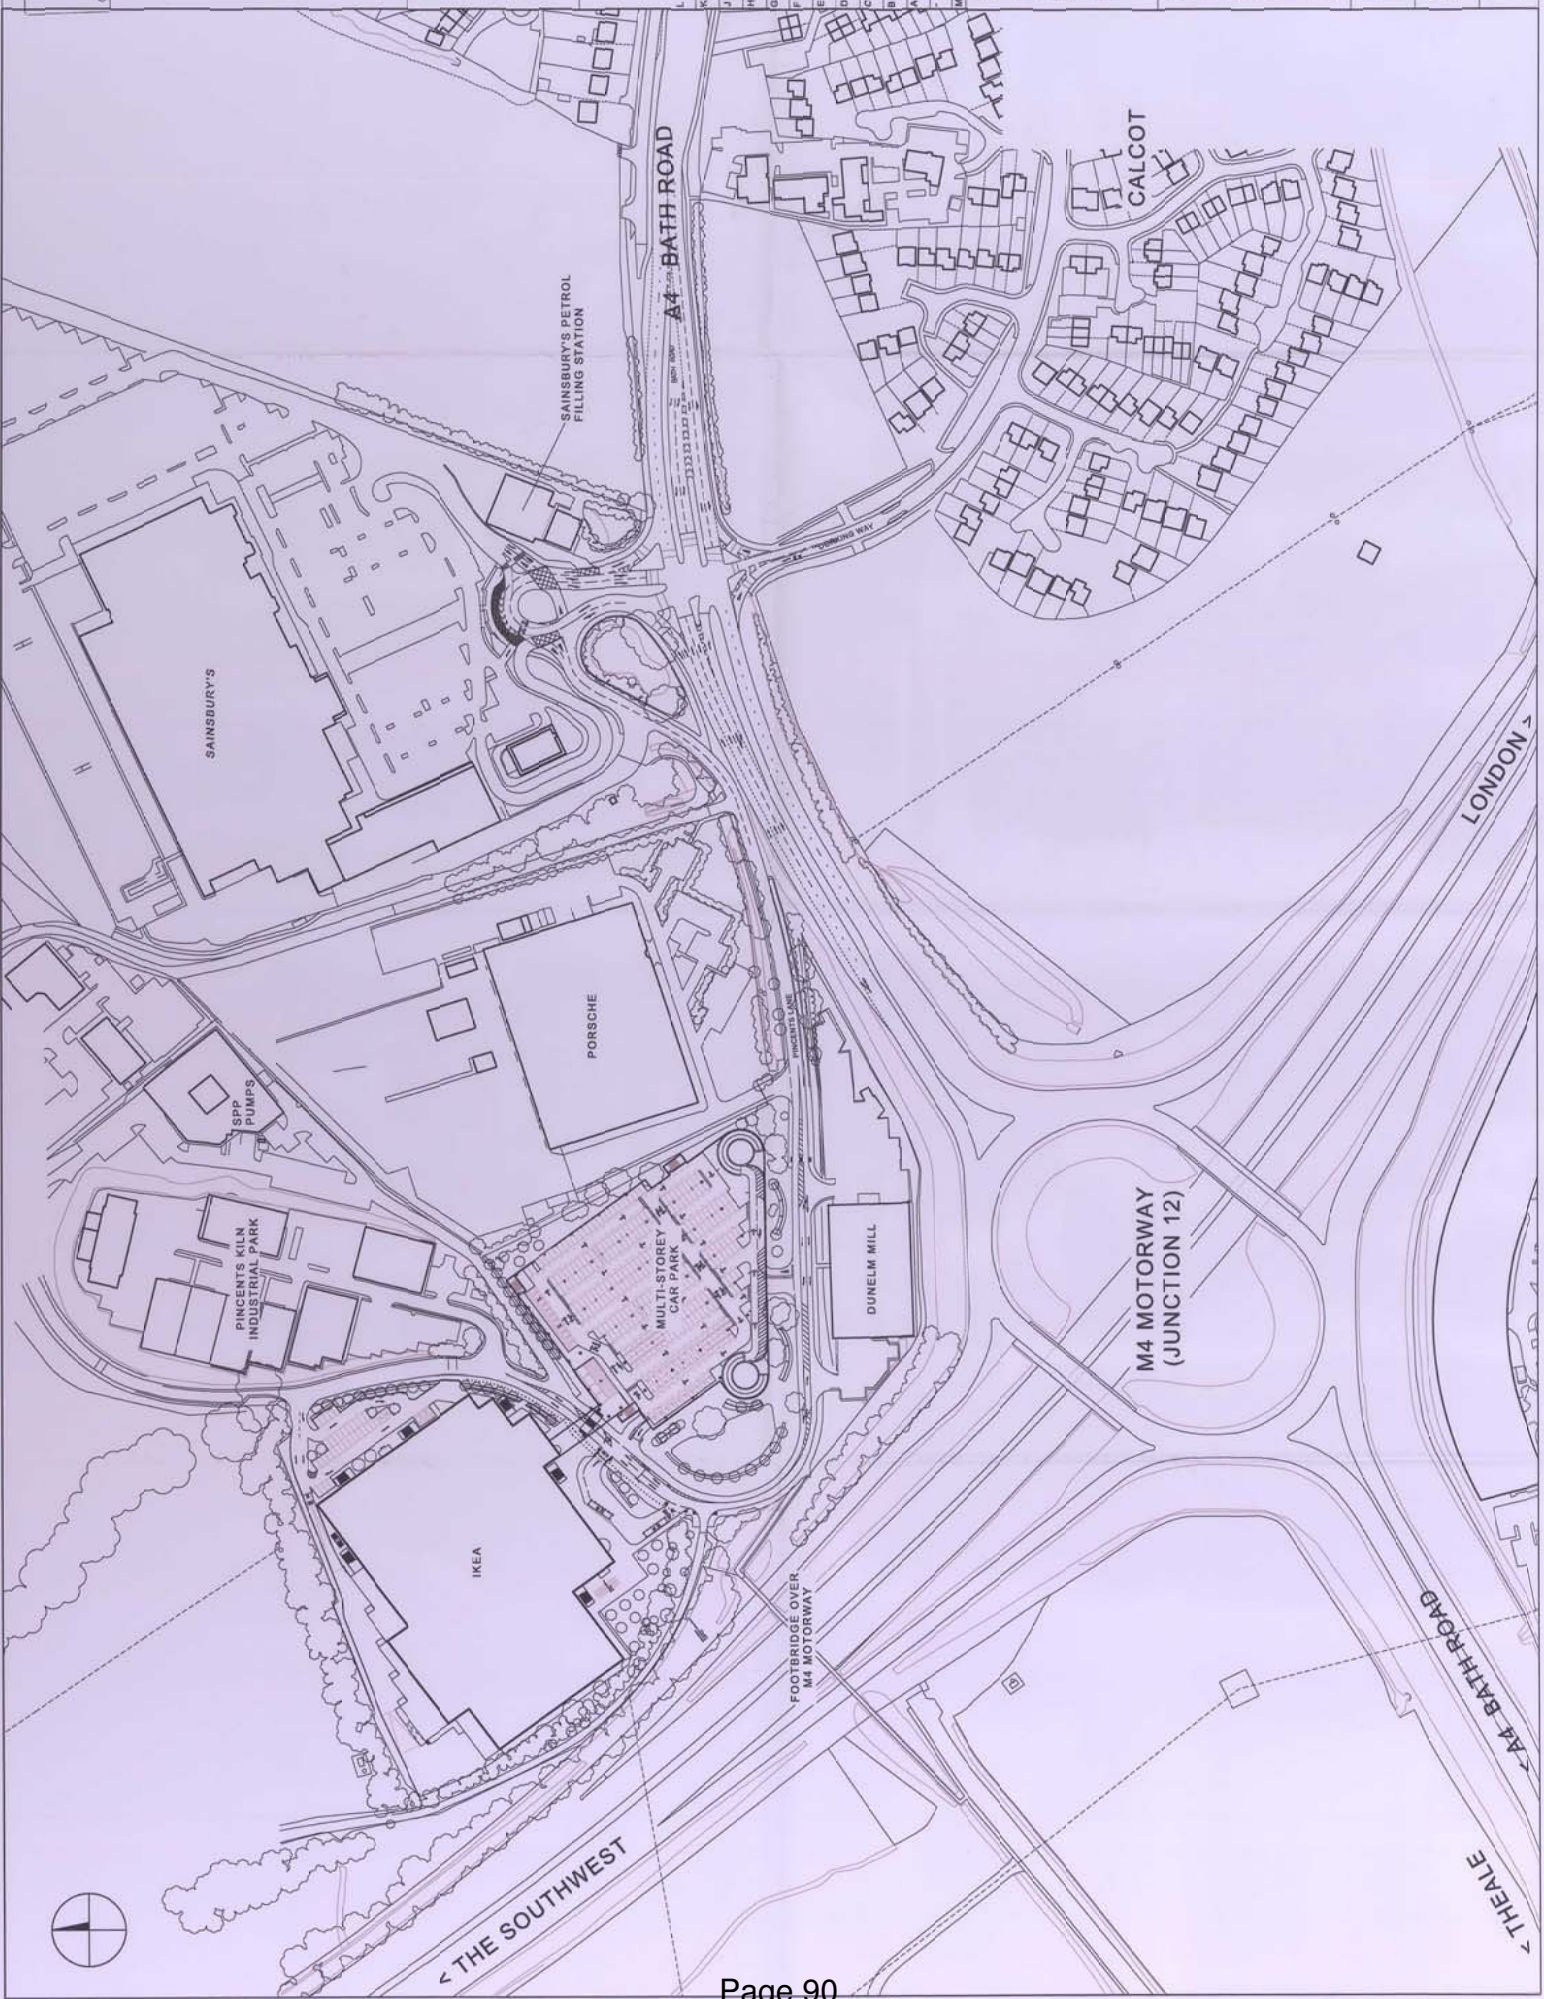 SAINSBURY'S
SAINSBURY'S PETROL
FILLING STATION
A4 BATH ROAD
BATH ROAD
CALCOT
DORKING WAY
LONDON >
PORSCHE
SPP
PUMPS
PINCENTS LANE
PINCENTS KILN
INDUSTRIAL PARK
MULTI-STOREY
CAR PARK
DUNELM MILL
M4 MOTORWAY
(JUNCTION 12)
IKEA
FOOTBRIDGE OVER
M4 MOTORWAY
< A4 BATH ROAD
< THEALE
< THE SOUTHWEST
L
K
J
H
G
F
E
D
C
B
A
-
Page 90